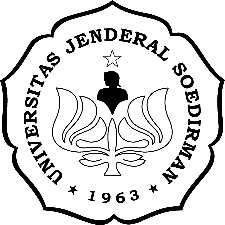 UNIVERSITAS JENDERAL SOEDIRMAN
★ 1963 ★